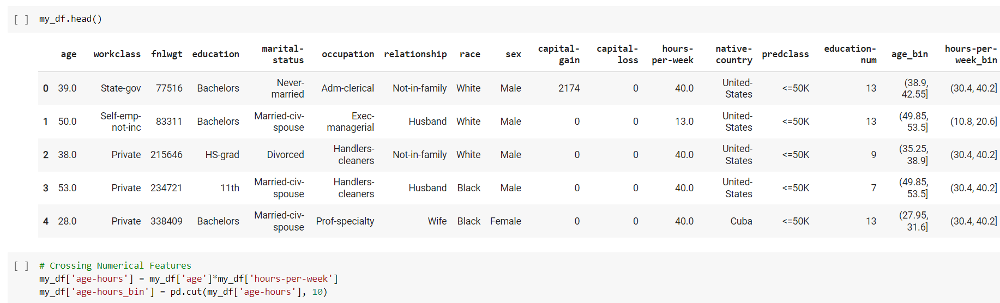 [ ] my_df.head()
age workclass fnlwgt education marital-status occupation relationship race sex capital-gain capital-loss hours-per-week native-country predclass education-num age_bin hours-per-week_bin
0 39.0 State-gov 77516 Bachelors Never-married Adm-clerical Not-in-family White Male 2174 0 40.0 United-States <=50K 13 (38.9, 42.55] (30.4, 40.2]
1 50.0 Self-emp-not-inc 83311 Bachelors Married-civ-spouse Exec-managerial Husband White Male 0 0 13.0 United-States <=50K 13 (49.85, 53.5] (10.8, 20.6]
2 38.0 Private 215646 HS-grad Divorced Handlers-cleaners Not-in-family White Male 0 0 40.0 United-States <=50K 9 (35.25, 38.9] (30.4, 40.2]
3 53.0 Private 234721 11th Married-civ-spouse Handlers-cleaners Husband Black Male 0 0 40.0 United-States <=50K 7 (49.85, 53.5] (30.4, 40.2]
4 28.0 Private 338409 Bachelors Married-civ-spouse Prof-specialty Wife Black Female 0 0 40.0 Cuba <=50K 13 (27.95, 31.6] (30.4, 40.2]
[ ] # Crossing Numerical Features
my_df['age-hours'] = my_df['age']*my_df['hours-per-week']
my_df['age-hours_bin'] = pd.cut(my_df['age-hours'], 10)